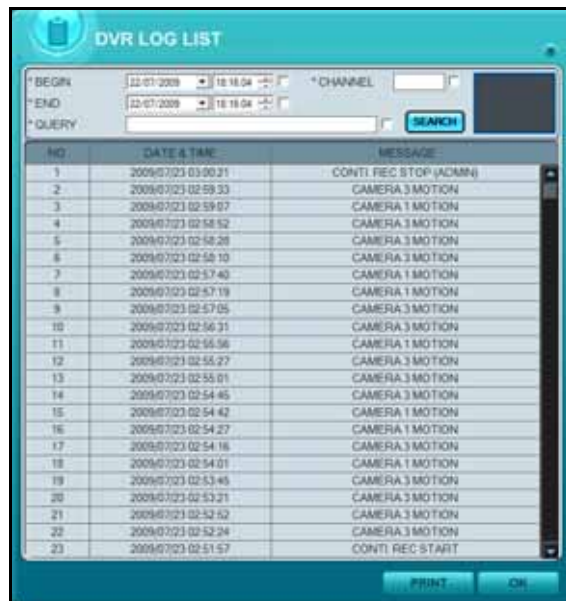 DVR LOG LIST
* BEGIN 22/07/2009 18:18:04 * CHANNEL
* END 22/07/2009 18:18:04
* QUERY SEARCH
NO DATE & TIME MESSAGE
1 2009/07/23 03:00:21 CONTI. REC STOP (ADMIN)
2 2009/07/23 02:59:33 CAMERA 3 MOTION
3 2009/07/23 02:59:07 CAMERA 1 MOTION
4 2009/07/23 02:58:52 CAMERA 3 MOTION
5 2009/07/23 02:58:28 CAMERA 3 MOTION
6 2009/07/23 02:58:10 CAMERA 3 MOTION
7 2009/07/23 02:57:40 CAMERA 1 MOTION
8 2009/07/23 02:57:19 CAMERA 1 MOTION
9 2009/07/23 02:57:05 CAMERA 3 MOTION
10 2009/07/23 02:56:31 CAMERA 3 MOTION
11 2009/07/23 02:55:56 CAMERA 1 MOTION
12 2009/07/23 02:55:27 CAMERA 3 MOTION
13 2009/07/23 02:55:01 CAMERA 3 MOTION
14 2009/07/23 02:54:45 CAMERA 3 MOTION
15 2009/07/23 02:54:42 CAMERA 1 MOTION
16 2009/07/23 02:54:27 CAMERA 1 MOTION
17 2009/07/23 02:54:16 CAMERA 3 MOTION
18 2009/07/23 02:54:01 CAMERA 1 MOTION
19 2009/07/23 02:53:45 CAMERA 3 MOTION
20 2009/07/23 02:53:21 CAMERA 3 MOTION
21 2009/07/23 02:52:52 CAMERA 3 MOTION
22 2009/07/23 02:52:24 CAMERA 3 MOTION
23 2009/07/23 02:51:57 CONTI. REC START
PRINT OK